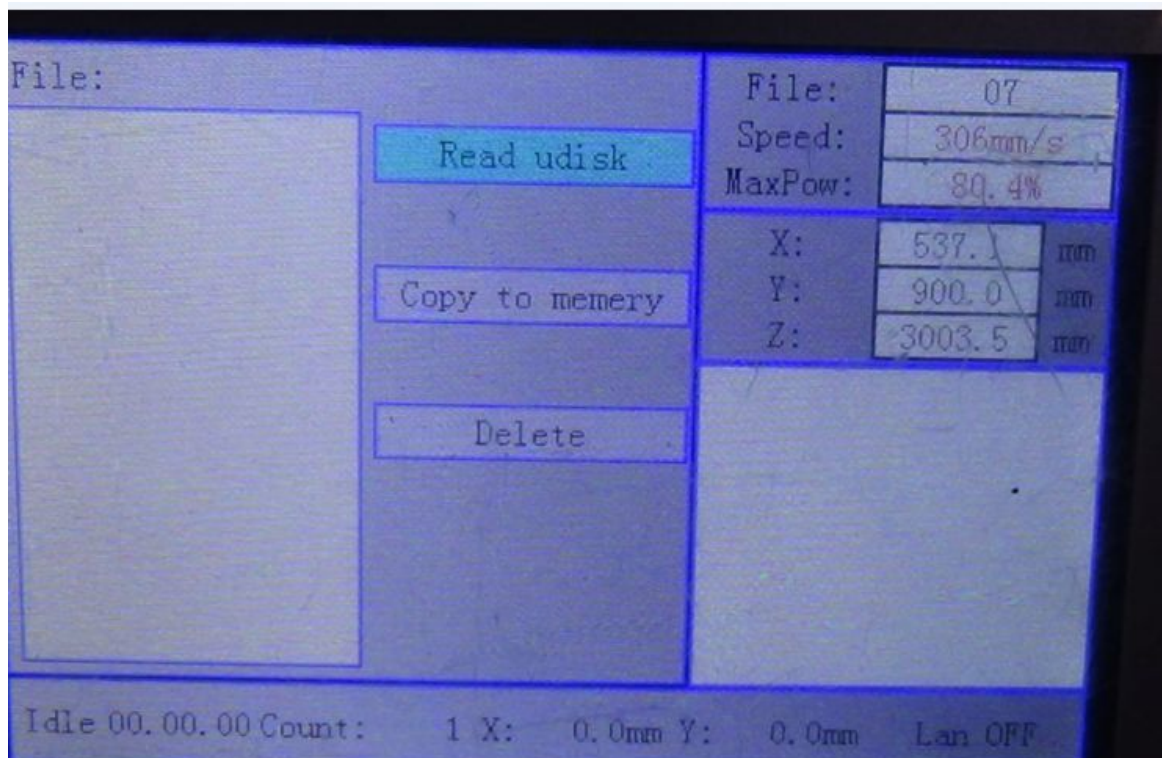 File:
Read udisk
Copy to memery
Delete
File: 07
Speed: 306mm/s
MaxPow: 80.4%
X: 537.1 mm
Y: 900.0 mm
Z: 3003.5 mm
Idle 00.00.00 Count: 1 X: 0.0mm Y: 0.0mm Lan OFF